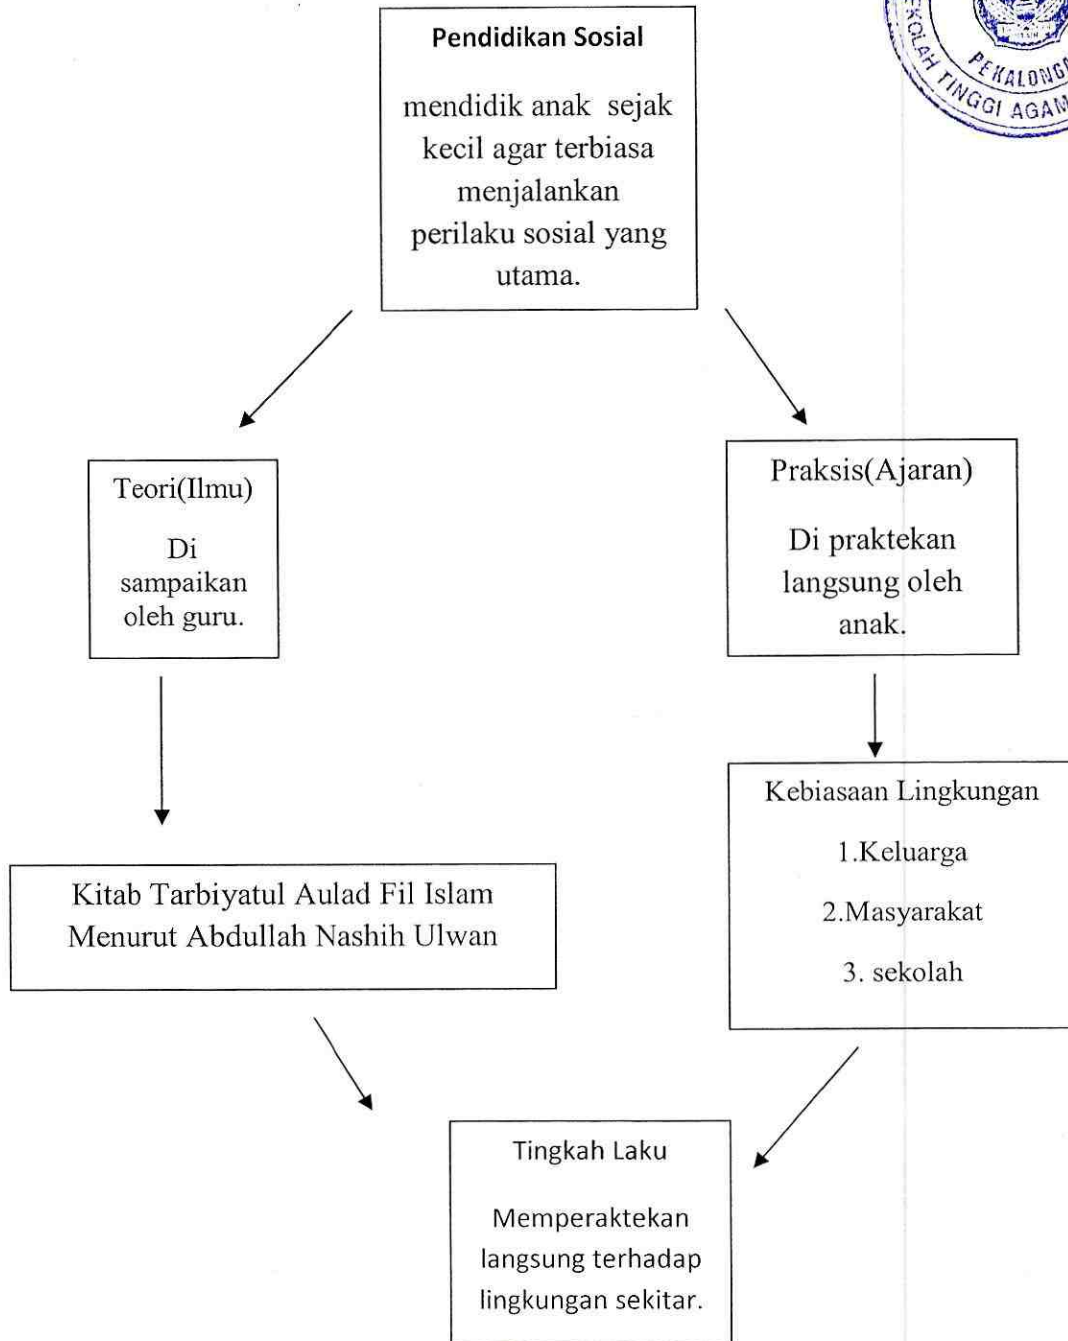 Pendidikan Sosial
mendidik anak sejak
kecil agar terbiasa
menjalankan
perilaku sosial yang
utama.
PEKALONGA
TINGGI AGAM
Teori(Ilmu)
Di
sampaikan
oleh guru.
Praksis(Ajaran)
Di praktekan
langsung oleh
anak.
Kitab Tarbiyatul Aulad Fil Islam
Menurut Abdullah Nashih Ulwan
Kebiasaan Lingkungan
1.Keluarga
2.Masyarakat
3. sekolah
Tingkah Laku
Memperaktekan
langsung terhadap
lingkungan sekitar.